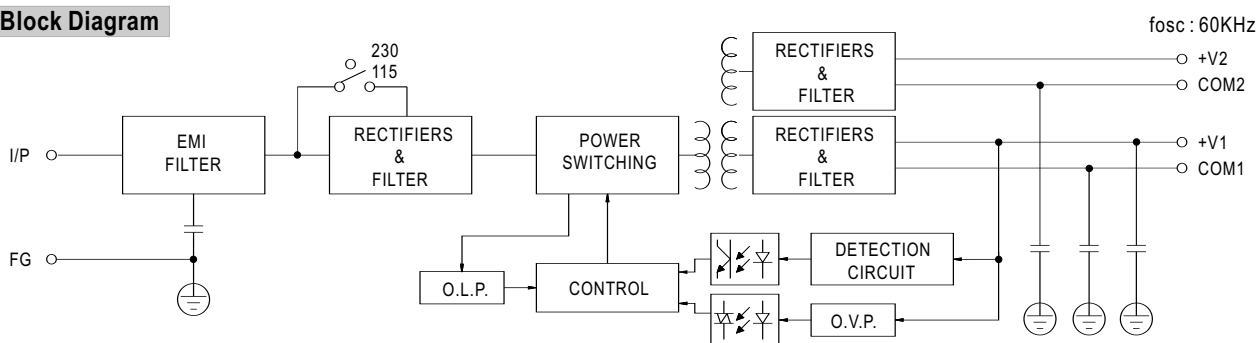 Block Diagram
fosc : 60KHz
230
115
I/P
EMI
FILTER
RECTIFIERS
&
FILTER
POWER
SWITCHING
RECTIFIERS
&
FILTER
+V2
COM2
RECTIFIERS
&
FILTER
+V1
COM1
FG
O.L.P.
CONTROL
DETECTION
CIRCUIT
O.V.P.